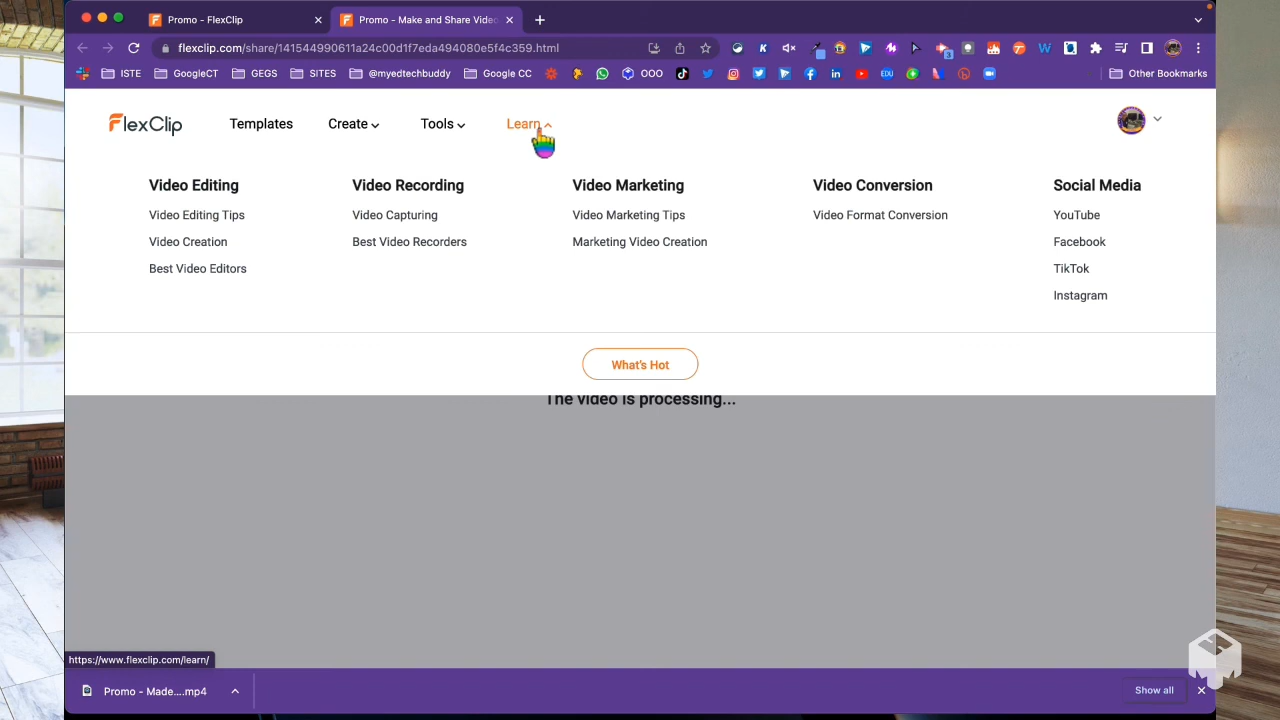 Promo - FlexClip
Promo - Make and Share Video
flexclip.com/share/141544990611a24c00d1f7eda494080e5f4c359.html
ISTE GoogleCT GEGS SITES @myedtechbuddy Google CC OOO EDU Other Bookmarks
FlexClip Templates Create Tools Learn
Video Editing
Video Editing Tips
Video Creation
Best Video Editors
Video Recording
Video Capturing
Best Video Recorders
Video Marketing
Video Marketing Tips
Marketing Video Creation
Video Conversion
Video Format Conversion
Social Media
YouTube
Facebook
TikTok
Instagram
What's Hot
The video is processing...
https://www.flexclip.com/learn/
Promo - Made....mp4
Show all